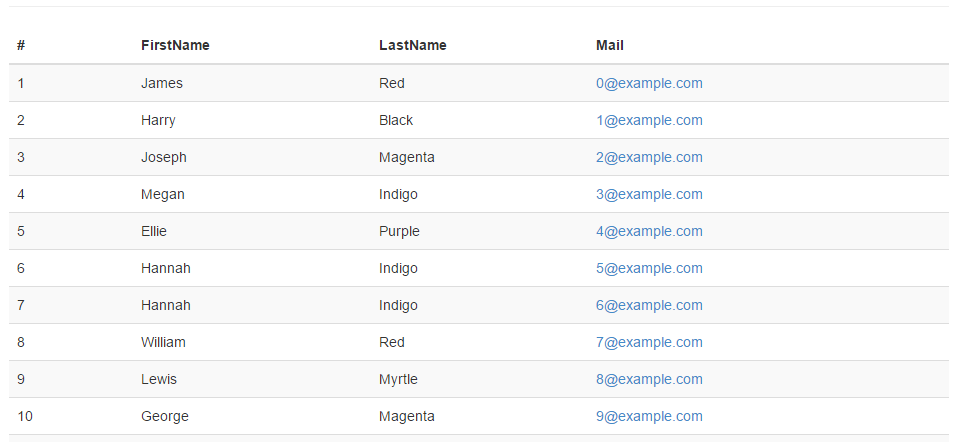 # FirstName LastName Mail
1 James Red 0@example.com
2 Harry Black 1@example.com
3 Joseph Magenta 2@example.com
4 Megan Indigo 3@example.com
5 Ellie Purple 4@example.com
6 Hannah Indigo 5@example.com
7 Hannah Indigo 6@example.com
8 William Red 7@example.com
9 Lewis Myrtle 8@example.com
10 George Magenta 9@example.com